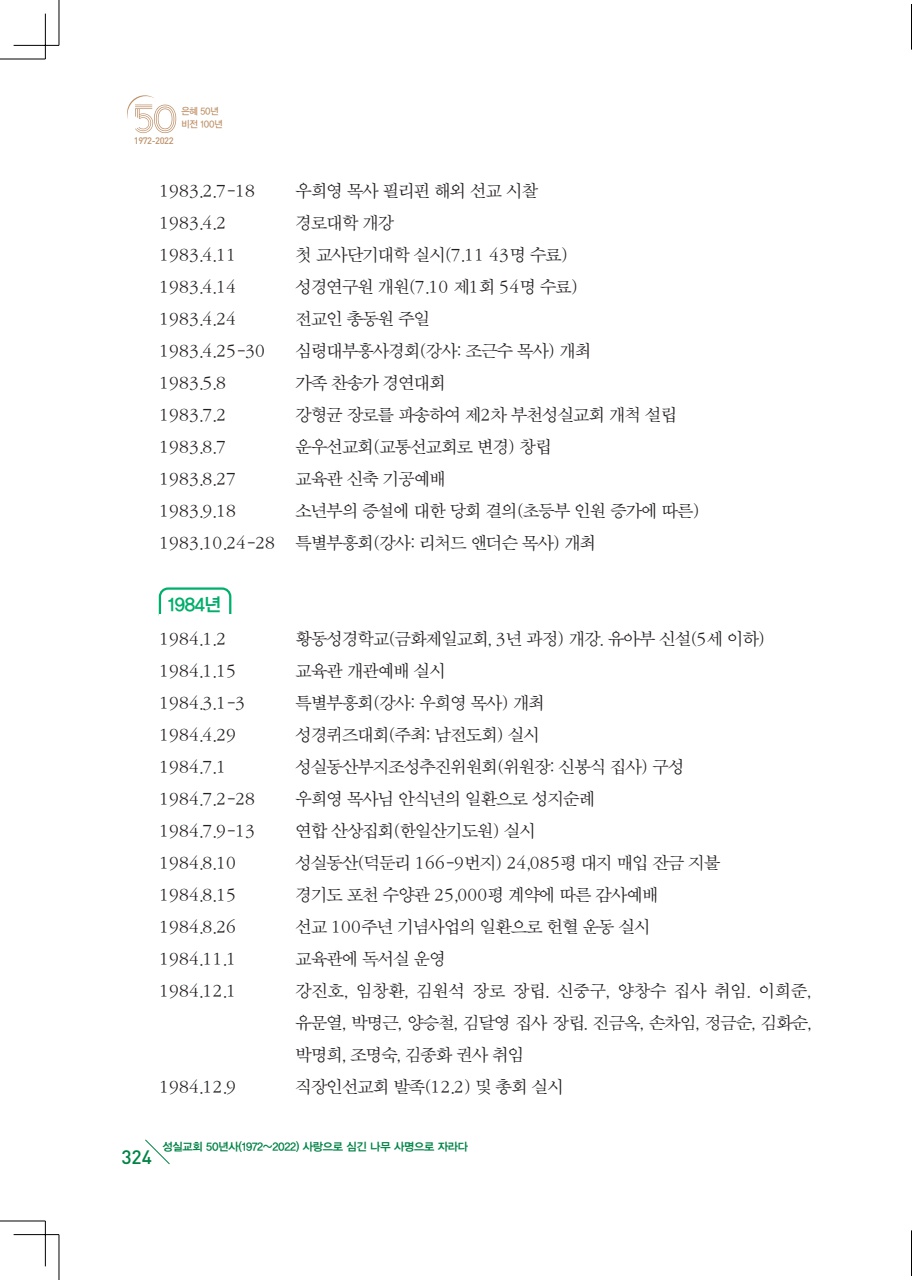 50 은혜 50년
비전 100년
1972-2022
1983.2.7-18 우희영 목사 필리핀 해외 선교 시찰
1983.4.2 경로대학 개강
1983.4.11 첫 교사단기대학 실시(7.11 43명 수료)
1983.4.14 성경연구원 개원(7.10 제1회 54명 수료)
1983.4.24 전교인 총동원 주일
1983.4.25-30 심령대부흥사경회(강사: 조근수 목사) 개최
1983.5.8 가족 찬송가 경연대회
1983.7.2 강형균 장로를 파송하여 제2차 부천성실교회 개척 설립
1983.8.7 운우선교회(교통선교회로 변경) 창립
1983.8.27 교육관 신축 기공예배
1983.9.18 소년부의 증설에 대한 당회 결의(초등부 인원 증가에 따른)
1983.10.24-28 특별부흥회(강사: 리처드 앤더슨 목사) 개최
1984년
1984.1.2 황동성경학교(금화제일교회, 3년 과정) 개강. 유아부 신설(5세 이하)
1984.1.15 교육관 개관예배 실시
1984.3.1-3 특별부흥회(강사: 우희영 목사) 개최
1984.4.29 성경퀴즈대회(주최: 남전도회) 실시
1984.7.1 성실동산부지조성추진위원회(위원장: 신봉식 집사) 구성
1984.7.2-28 우희영 목사님 안식년의 일환으로 성지순례
1984.7.9-13 연합 산상집회(한일산기도원) 실시
1984.8.10 성실동산(덕둔리 166-9번지) 24,085평 대지 매입 잔금 지불
1984.8.15 경기도 포천 수양관 25,000평 계약에 따른 감사예배
1984.8.26 선교 100주년 기념사업의 일환으로 헌혈 운동 실시
1984.11.1 교육관에 독서실 운영
1984.12.1 강진호, 임창환, 김원석 장로 장립. 신중구, 양창수 집사 취임. 이희준,
유문열, 박명근, 양승철, 김달영 집사 장립. 진금옥, 손차임, 정금순, 김화순,
박명희, 조명숙, 김종화 권사 취임
1984.12.9 직장인선교회 발족(12.2) 및 총회 실시
324 성실교회 50년사(1972~2022) 사랑으로 심긴 나무 사명으로 자라다